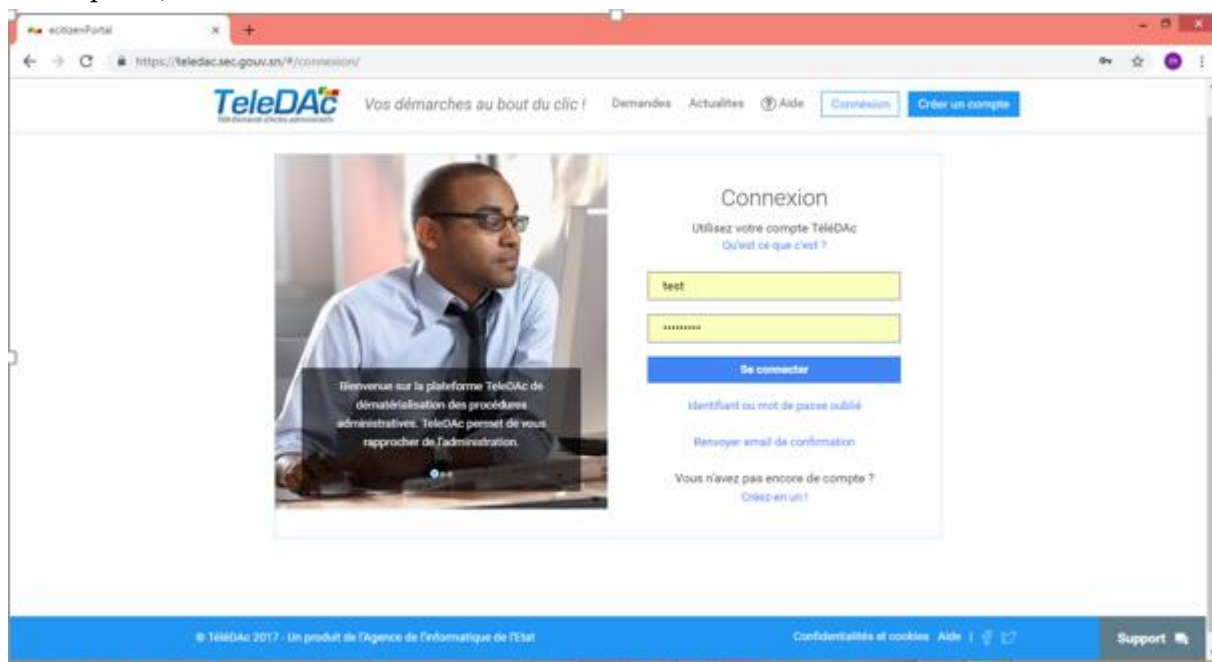 ecitizenPortal
https://teledac.sec.gouv.sn/#/connexion/
TeleDAc
Vos démarches au bout du clic !
Demandes Actualites ? Aide Connexion Créer un compte
Connexion
Utilisez votre compte TéléDAc
Qu'est ce que c'est ?
test
Se connecter
Identifiant ou mot de passe oublié
Renvoyer email de confirmation
Vous n'avez pas encore de compte ?
Créez-en un !
Bienvenue sur la plateforme TeleDAc de
dématérialisation des procédures
administratives. TeleDAc permet de vous
rapprocher de l'administration.
© TéléDAc 2017 - Un produit de l'Agence de l'Informatique de l'Etat
Confidentialités et cookies Aide |
Support